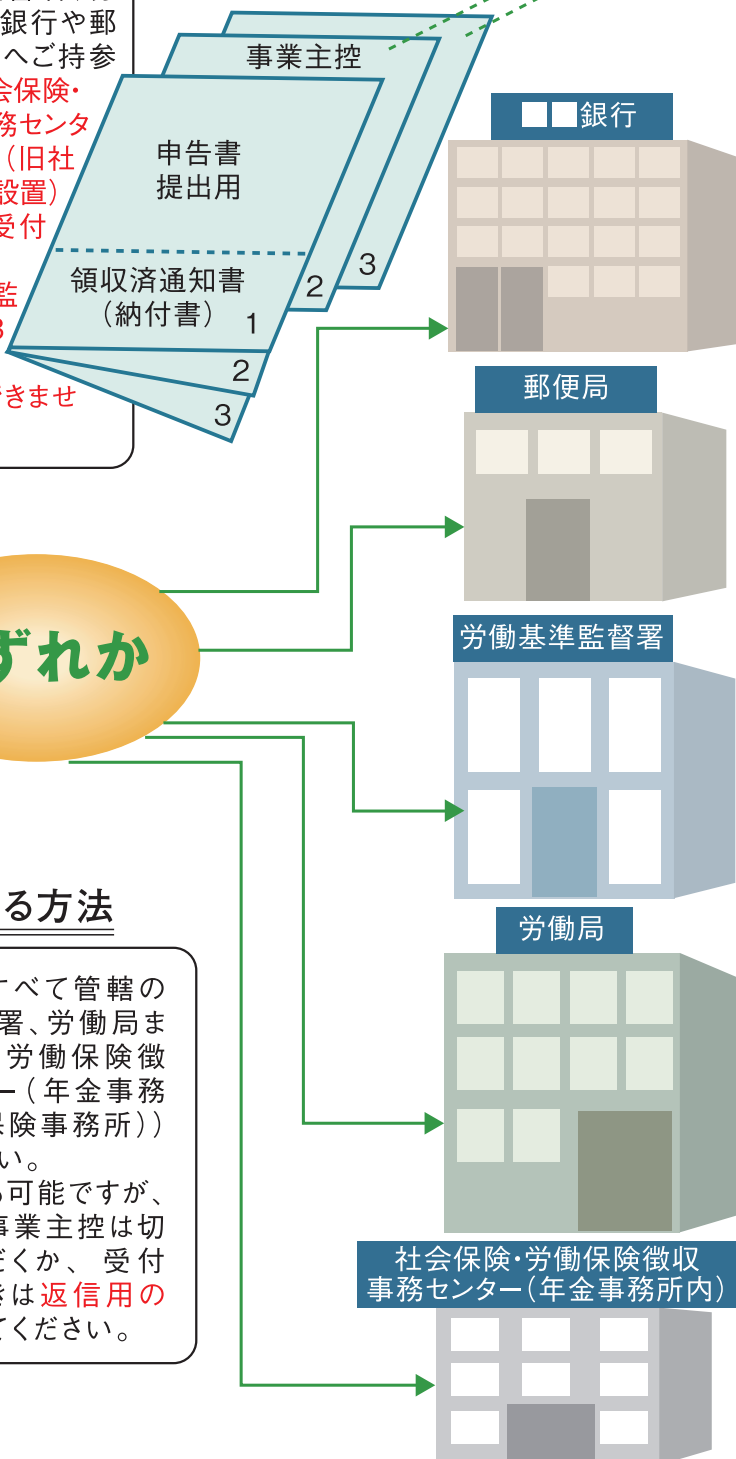 銀行や郵
へご持参
会保険・
務センタ
（旧社
設置）
受付
監
できませ
事業主控
申告書
提出用
領収済通知書
（納付書）
1
2
3
2
3
□□銀行
郵便局
労働基準監督署
労働局
社会保険・労働保険徴収
事務センター（年金事務所内）
ずれか
る方法
すべて管轄の
署、労働局ま
労働保険徴
ー（年金事務
保険事務所））
い。
も可能ですが、
事業主控は切
だくか、受付
きは返信用の
てください。